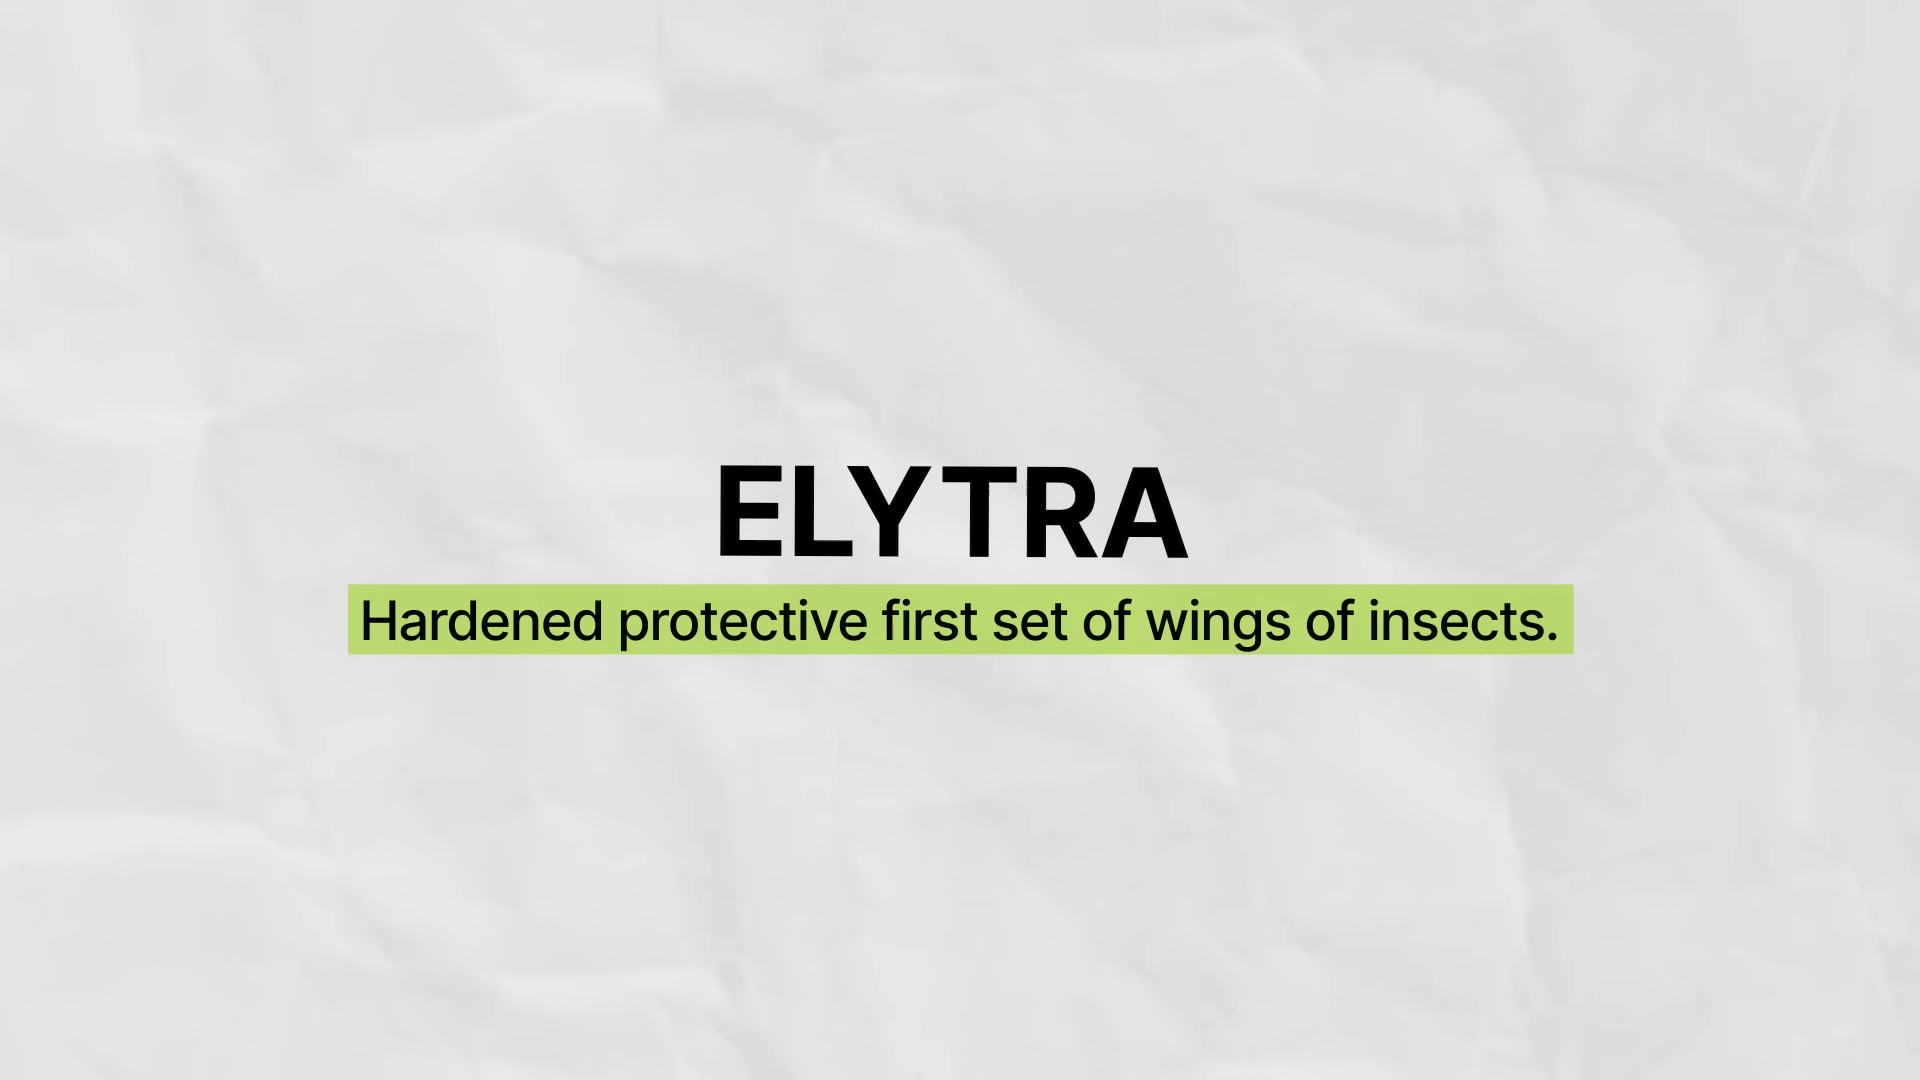 ELYTRA
Hardened protective first set of wings of insects.